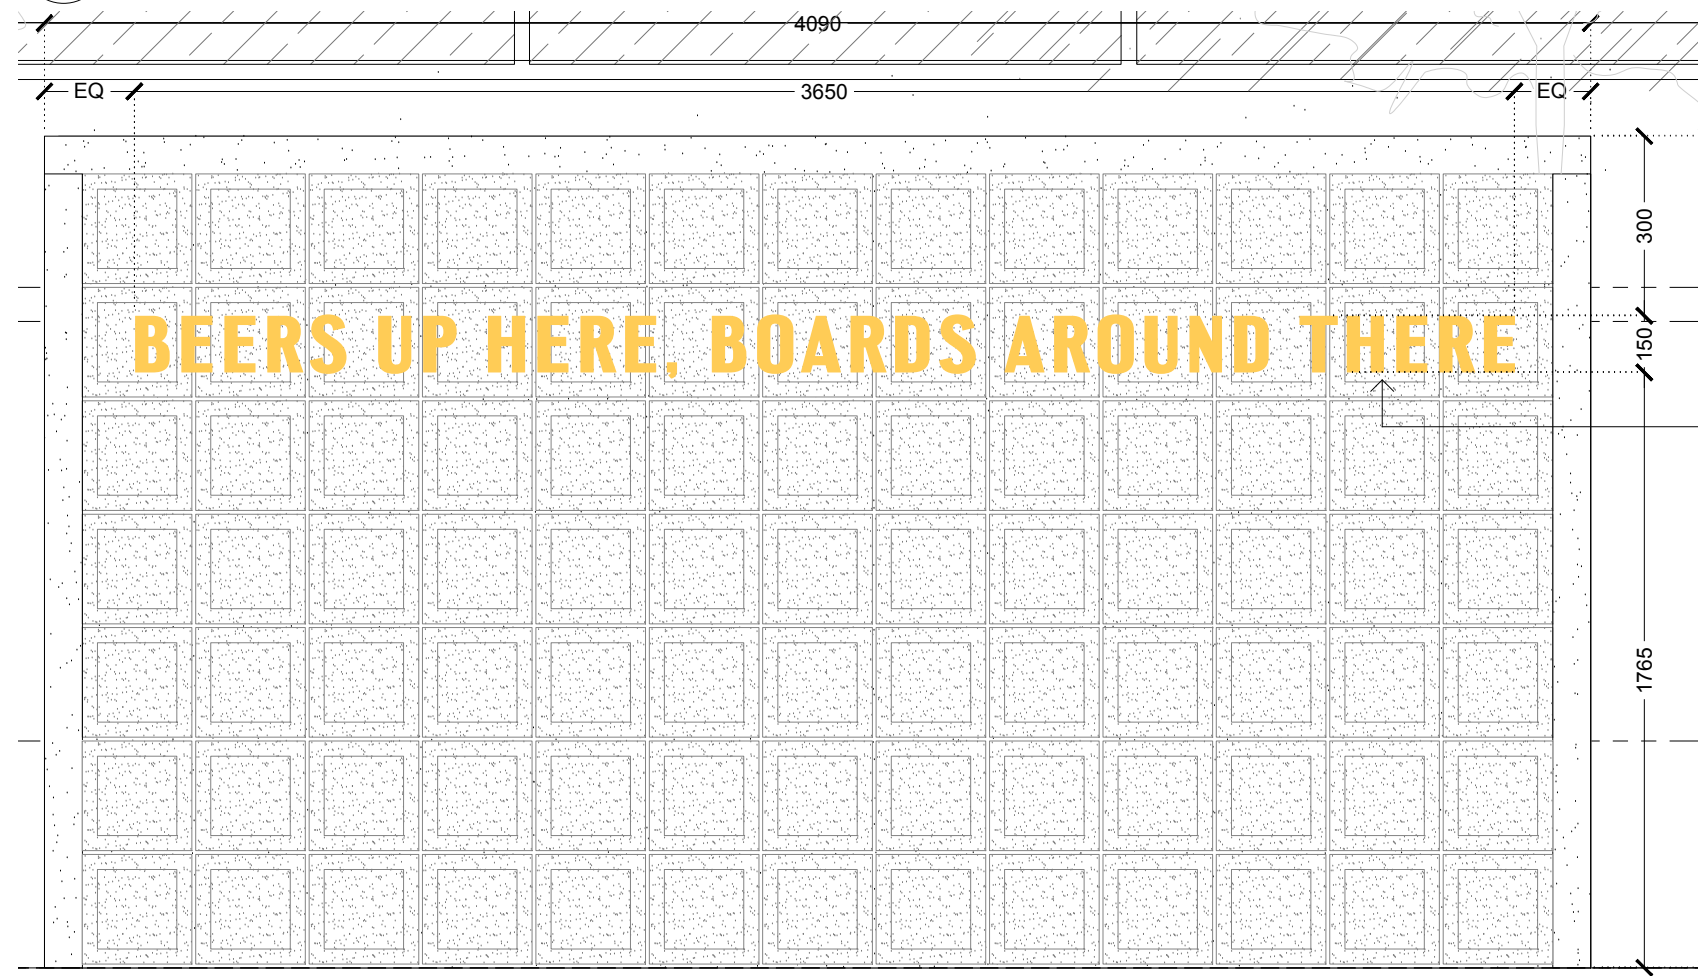 4090
EQ 3650 EQ
300
BEERS UP HERE, BOARDS AROUND THERE
150
1765